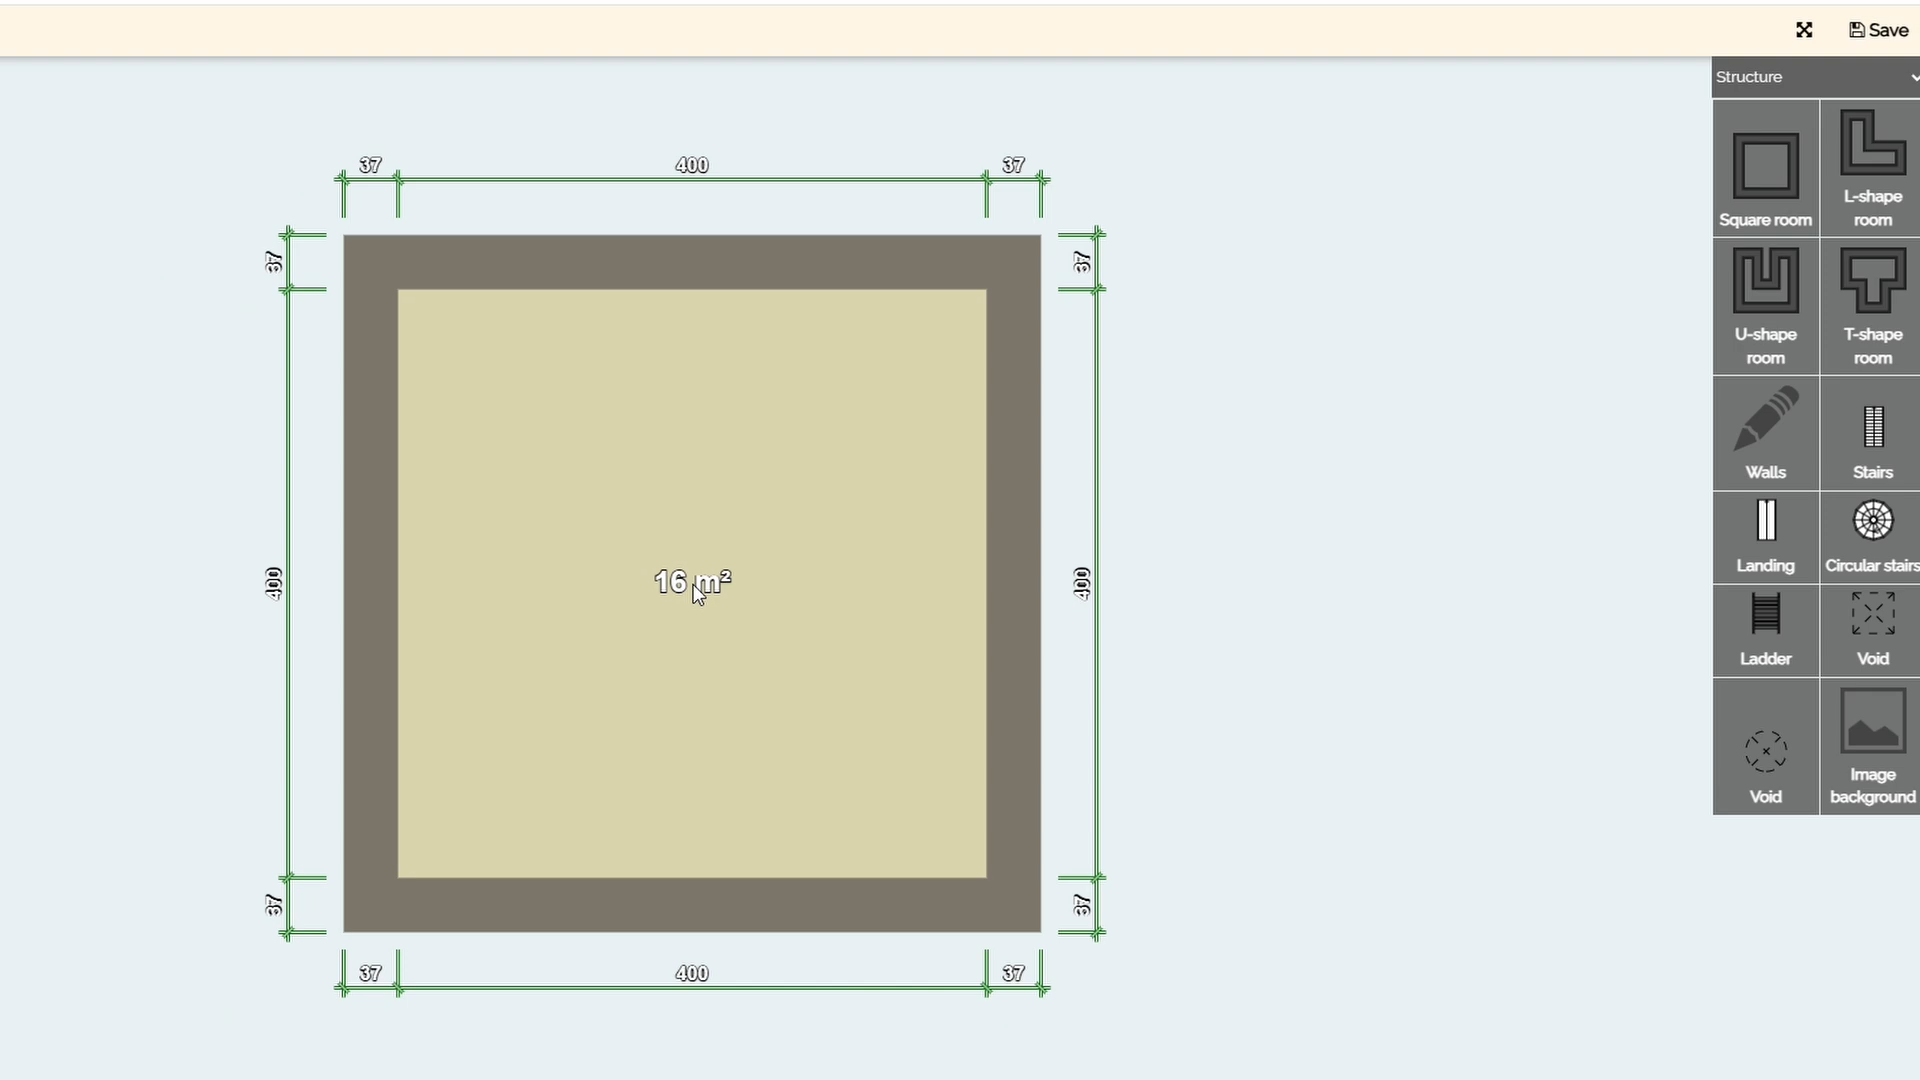 Save
Structure
Square room
L-shape
room
U-shape
room
T-shape
room
Walls
Stairs
Landing
Circular stairs
Ladder
Void
Void
Image
background
37
400
37
37
400
37
16 m²
37
400
37
37
400
37